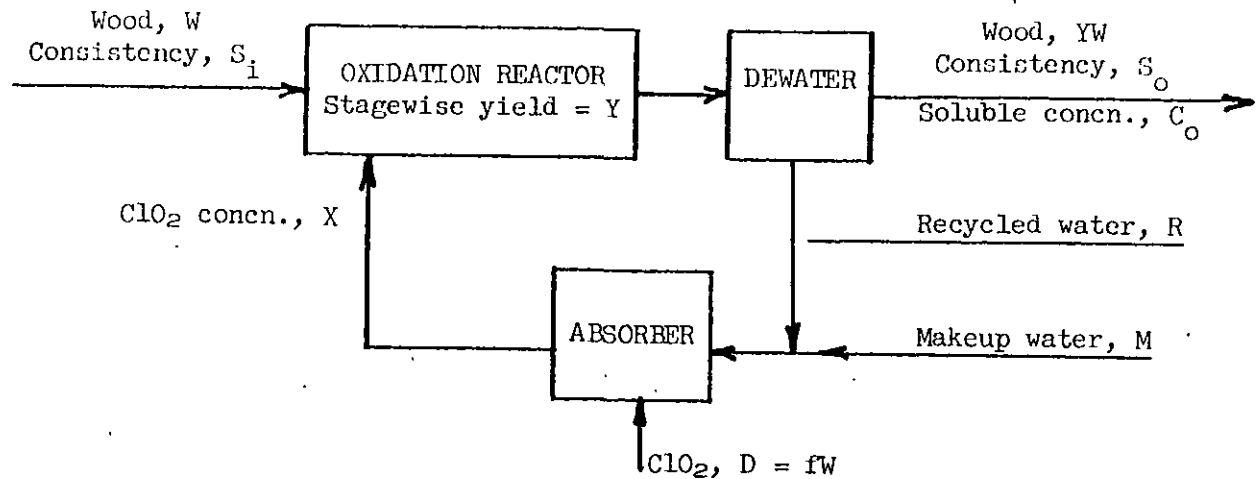 Wood, W
Consistency, S_i
OXIDATION REACTOR
Stagewise yield = Y
DEWATER
Wood, YW
Consistency, S_o
Soluble concn., C_o
ClO₂ concn., X
Recycled water, R
ABSORBER
Makeup water, M
ClO₂, D = fW